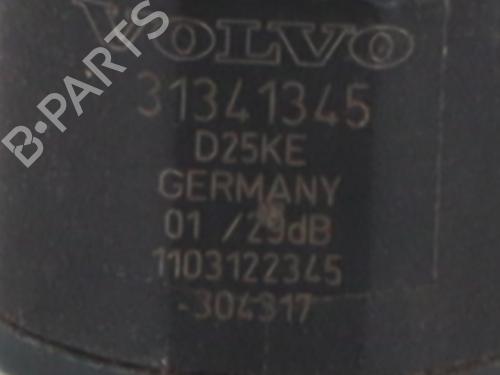 VOLVO
31341345
D25KE
GERMANY
01 /29dB
1103122345
-304317
B-PARTS